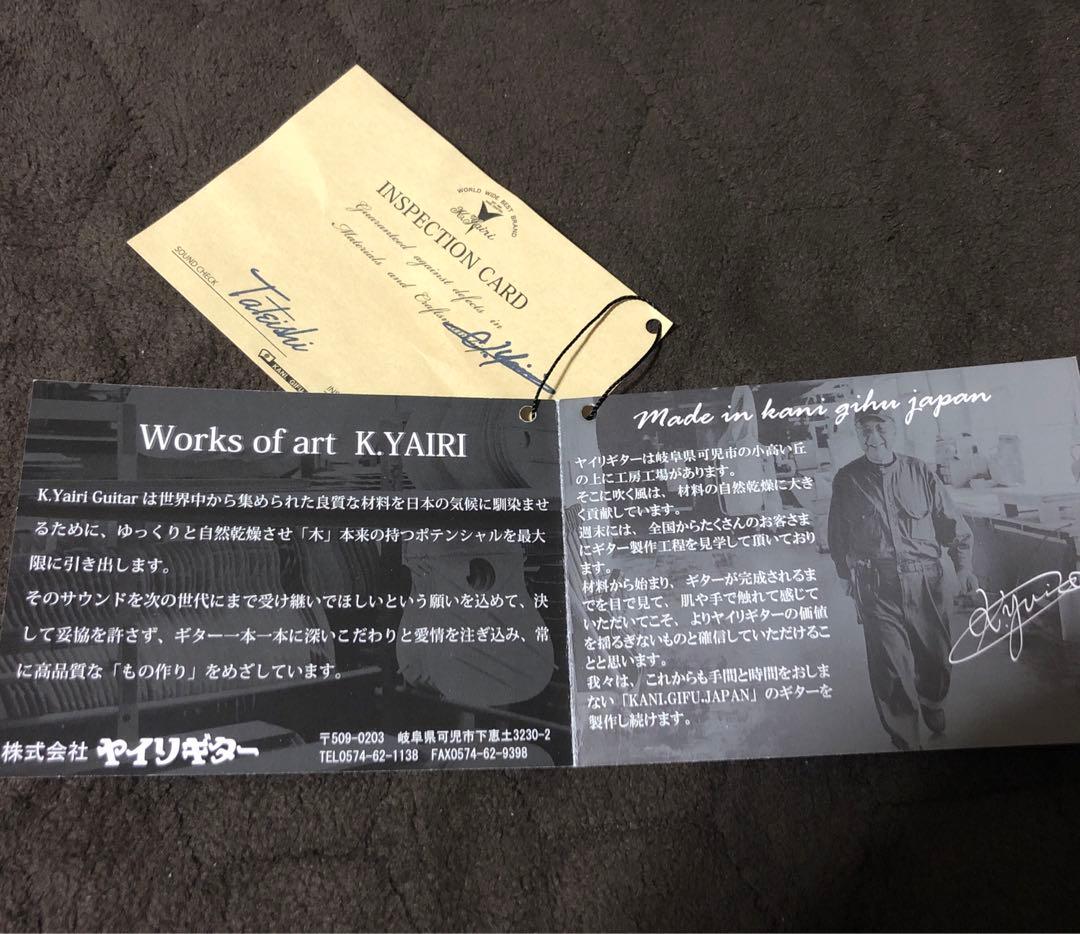 WORLD WIDE BEST BRAND
K.Yairi
INSPECTION CARD
Guaranteed against defects in
Materials and
SOUND CHECK
Tateishi
KANI GIFU
Works of art K.YAIRI
K.Yairi Guitar は世界中から集められた良質な材料を日本の気候に馴染ませ
るために、ゆっくりと自然乾燥させ「木」本来の持つポテンシャルを最大
限に引き出します。
そのサウンドを次の世代にまで受け継いでほしいという願いを込めて、決
して妥協を許さず、ギター一本一本に深いこだわりと愛情を注ぎ込み、常
に高品質な「もの作り」をめざしています。
株式会社 ヤイリギター
〒509-0203 岐阜県可児市下恵土3230-2
TEL0574-62-1138 FAX0574-62-9398
Made in kani gihu japan
ヤイリギターは岐阜県可児市の小高い丘
の上に工房工場があります。
そこに吹く風は、材料の自然乾燥に大き
く貢献しています。
週末には、全国からたくさんのお客さま
にギター製作工程を見学して頂いており
ます。
材料から始まり、ギターが完成されるま
でを目で見て、肌や手で触れて感じて
いただいてこそ、よりヤイリギターの価値
を揺るぎないものと確信していただけるこ
とと思います。
我々は、これからも手間と時間をおしま
ない「KANI.GIFU.JAPAN」のギターを
製作し続けます。
K.Yairi